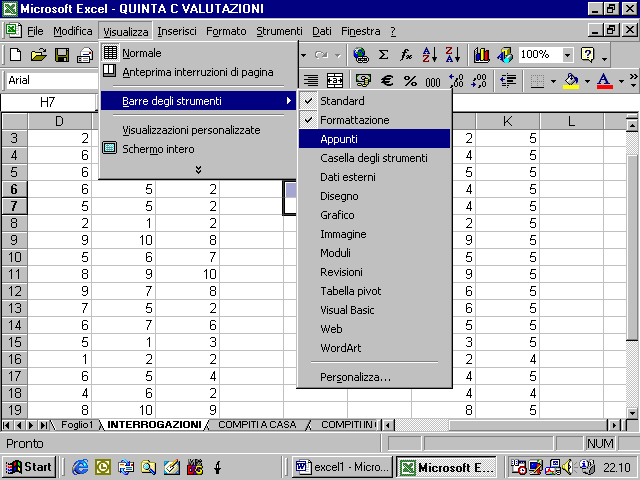 Microsoft Excel - QUINTA C VALUTAZIONI
File Modifica Visualizza Inserisci Formato Strumenti Dati Finestra ?
100%
Arial
€ % 000
H7
Normale
Anteprima interruzioni di pagina
Barre degli strumenti
Visualizzazioni personalizzate
Schermo intero
Standard
Formattazione
Appunti
Casella degli strumenti
Dati esterni
Disegno
Grafico
Immagine
Moduli
Revisioni
Tabella pivot
Visual Basic
Web
WordArt
Personalizza...
D K L
3 2 2 5
4 6 4 5
5 6 5 5
6 6 5 2 4 5
7 5 5 2 4 5
8 2 1 2 2 5
9 9 10 8 9 5
10 5 6 7 5 5
11 8 9 10 4 5
12 9 7 8 6 5
13 7 5 2 6 5
14 6 7 6 5 5
15 5 1 3 3 5
16 1 2 2 2 4
17 6 5 4 6 4
18 4 6 2 4 5
19 8 10 9 8 5
Foglio1 INTERROGAZIONI COMPITI A CASA COMPITI IN
Pronto NUM
Start excel1 - Micro... Microsoft E... 22.10